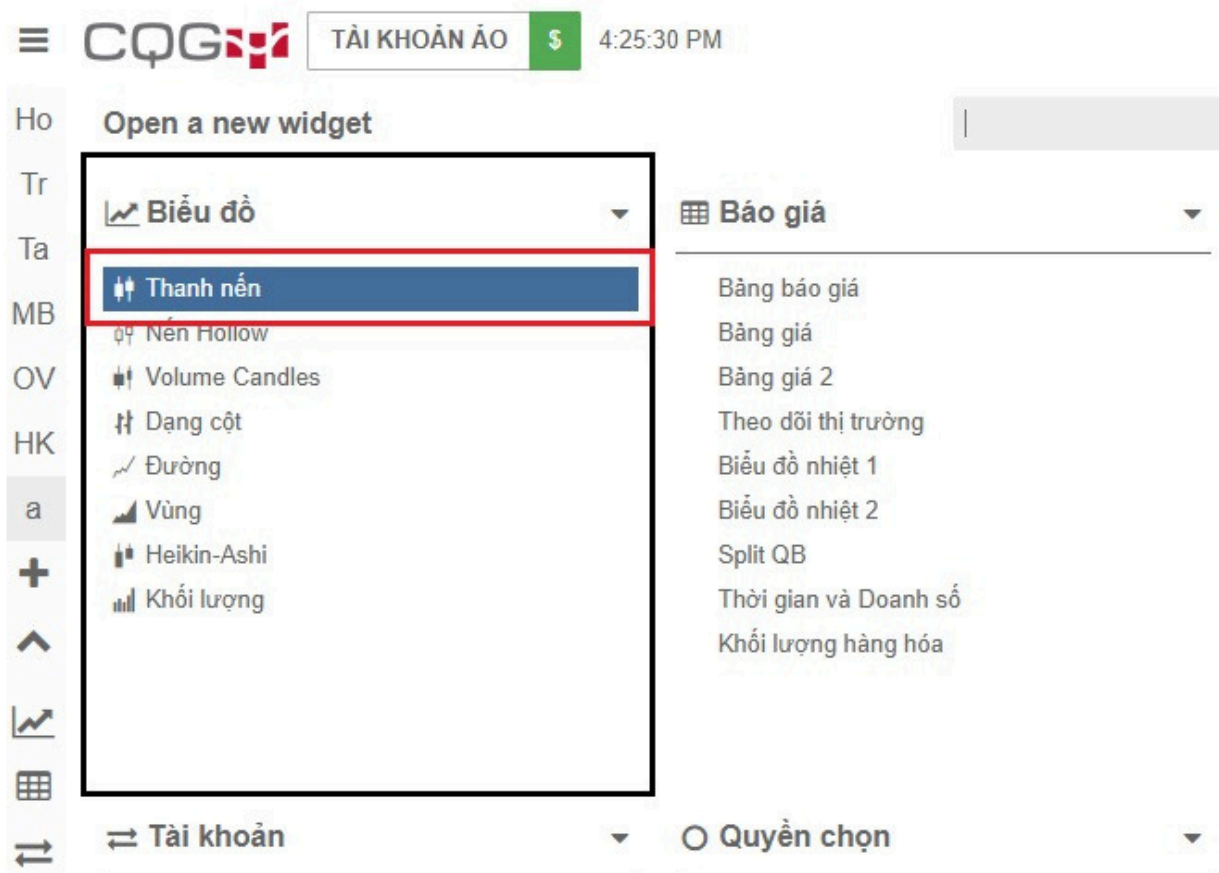 CQG TÀI KHOẢN ẢO $ 4:25:30 PM
Ho
Tr
Ta
MB
OV
HK
a
Open a new widget
Biểu đồ
Thanh nến
Nến Hollow
Volume Candles
Dạng cột
Đường
Vùng
Heikin-Ashi
Khối lượng
Báo giá
Bảng báo giá
Bảng giá
Bảng giá 2
Theo dõi thị trường
Biểu đồ nhiệt 1
Biểu đồ nhiệt 2
Split QB
Thời gian và Doanh số
Khối lượng hàng hóa
Tài khoản
Quyền chọn